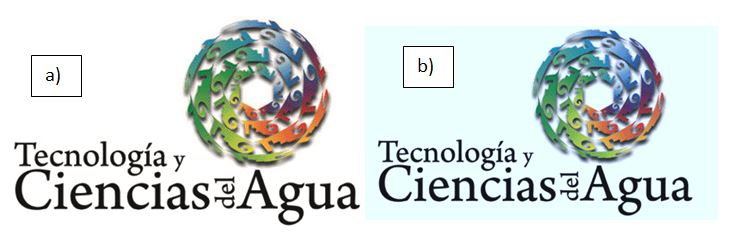 a)
Tecnología y
Ciencias del Agua
b)
Tecnología y
Ciencias del Agua